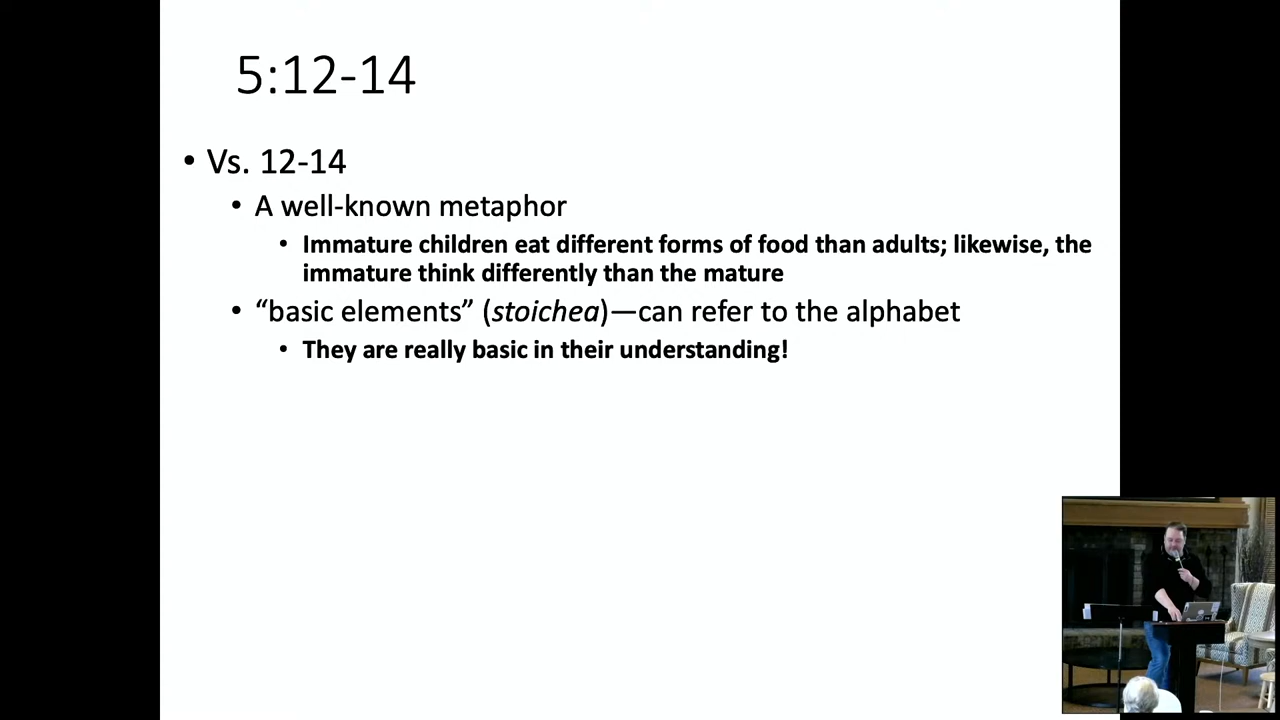 5:12-14
• Vs. 12-14
• A well-known metaphor
• Immature children eat different forms of food than adults; likewise, the
immature think differently than the mature
• “basic elements” (stoichea)—can refer to the alphabet
• They are really basic in their understanding!